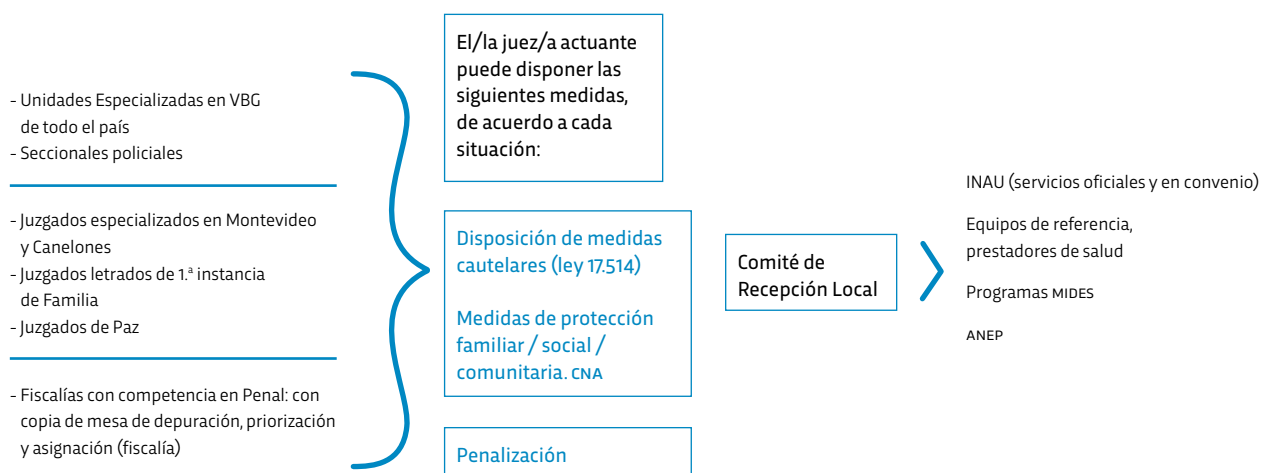 - Unidades Especializadas en VBG
de todo el país
- Seccionales policiales
- Juzgados especializados en Montevideo
y Canelones
- Juzgados letrados de 1.ª instancia
de Familia
- Juzgados de Paz
- Fiscalías con competencia en Penal: con
copia de mesa de depuración, priorización
y asignación (fiscalía)
El/la juez/a actuante
puede disponer las
siguientes medidas,
de acuerdo a cada
situación:
Disposición de medidas
cautelares (ley 17.514)
Medidas de protección
familiar / social /
comunitaria. CNA
Penalización
Comité de
Recepción Local
INAU (servicios oficiales y en convenio)
Equipos de referencia,
prestadores de salud
Programas MIDES
ANEP